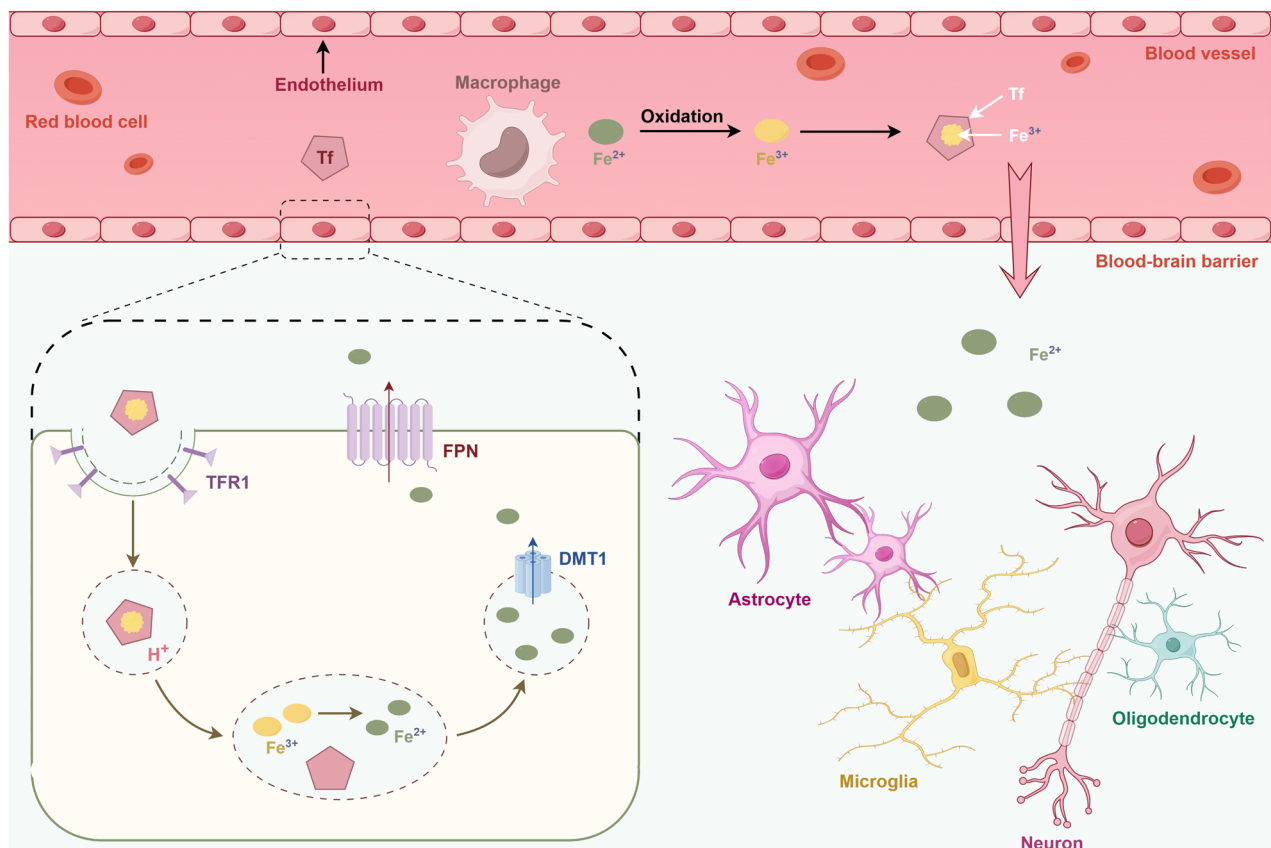 Blood vessel
Endothelium
Macrophage
Red blood cell
Tf
Fe²⁺
Oxidation
Fe³⁺
Tf
Fe³⁺
Blood-brain barrier
Fe²⁺
TFR1
FPN
DMT1
H⁺
Fe³⁺
Fe²⁺
Astrocyte
Microglia
Oligodendrocyte
Neuron